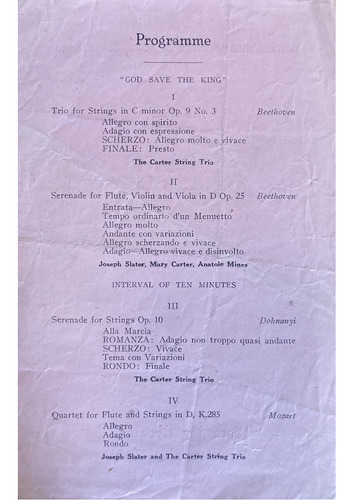 Programme
"GOD SAVE THE KING"
I
Trio for Strings in C minor Op. 9 No. 3 Beethoven
Allegro con spirito
Adagio con espressione
SCHERZO: Allegro molto e vivace
FINALE: Presto
The Carter String Trio
II
Serenade for Flute, Violin and Viola in D Op. 25 Beethoven
Entrata—Allegro
Tempo ordinario d'un Menuetto
Allegro molto
Andante con variazioni
Allegro scherzando e vivace
Adagio—Allegro vivace e disinvolto
Joseph Slater, Mary Carter, Anatole Mines
INTERVAL OF TEN MINUTES
III
Serenade for Strings Op. 10 Dohnanyi
Alla Marcia
ROMANZA: Adagio non troppo quasi andante
SCHERZO: Vivace
Tema con Variazioni
RONDO: Finale
The Carter String Trio
IV
Quartet for Flute and Strings in D, K.285 Mozart
Allegro
Adagio
Rondo
Joseph Slater and The Carter String Trio